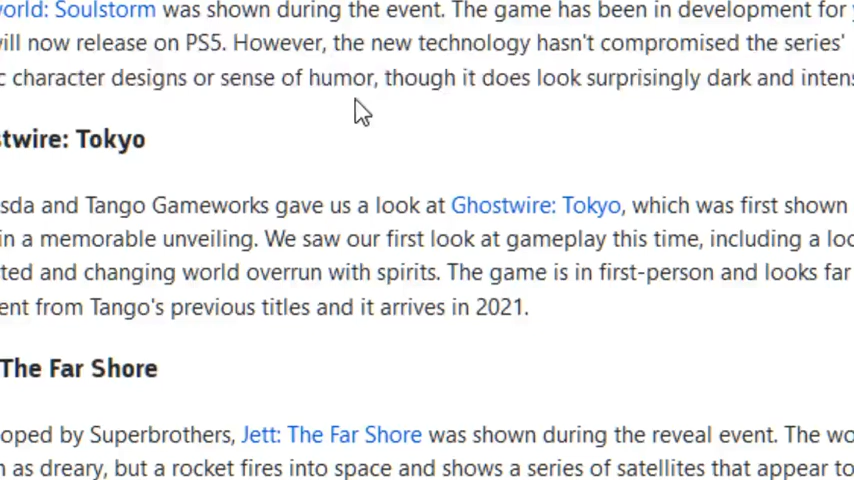 world: Soulstorm was shown during the event. The game has been in development for
will now release on PS5. However, the new technology hasn't compromised the series'
c character designs or sense of humor, though it does look surprisingly dark and intens
stwire: Tokyo
sda and Tango Gameworks gave us a look at Ghostwire: Tokyo, which was first shown
in a memorable unveiling. We saw our first look at gameplay this time, including a loo
ted and changing world overrun with spirits. The game is in first-person and looks far
ent from Tango's previous titles and it arrives in 2021.
The Far Shore
oped by Superbrothers, Jett: The Far Shore was shown during the reveal event. The wo
n as dreary, but a rocket fires into space and shows a series of satellites that appear to